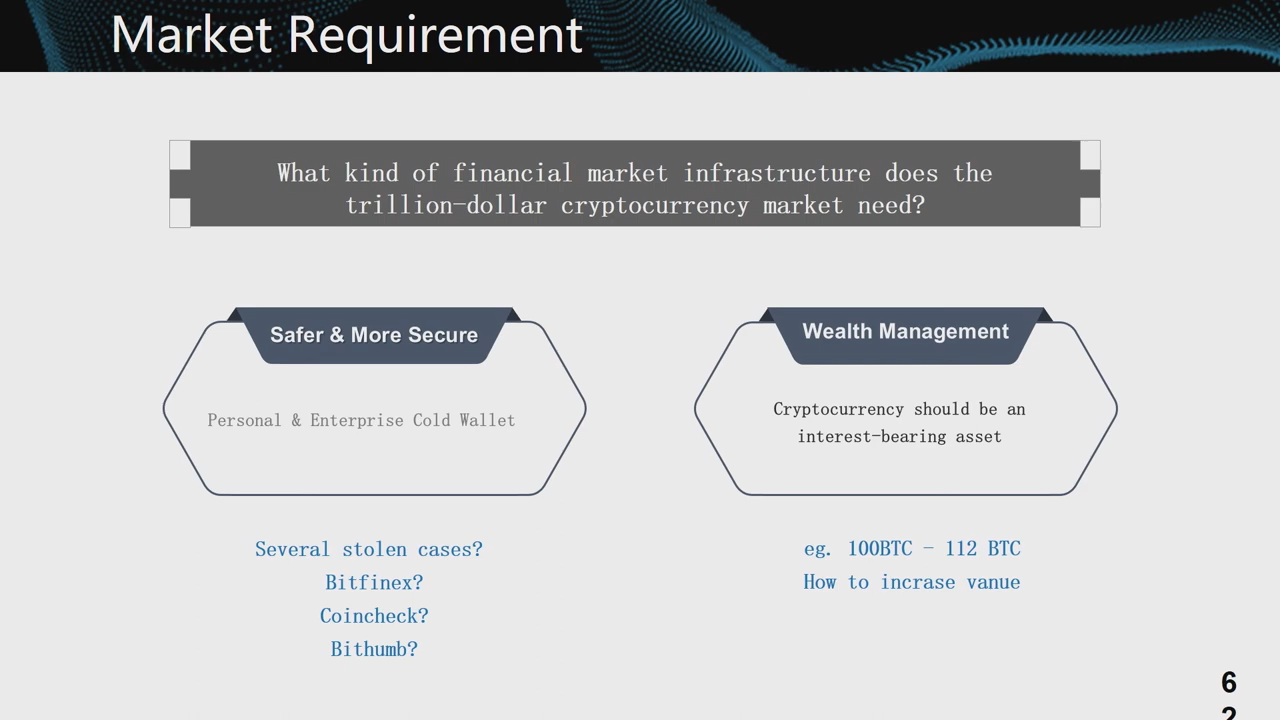 Market Requirement
What kind of financial market infrastructure does the
trillion-dollar cryptocurrency market need?
Safer & More Secure
Personal & Enterprise Cold Wallet
Several stolen cases?
Bitfinex?
Coincheck?
Bithumb?
Wealth Management
Cryptocurrency should be an
interest-bearing asset
eg. 100BTC - 112 BTC
How to incrase vanue
6
2